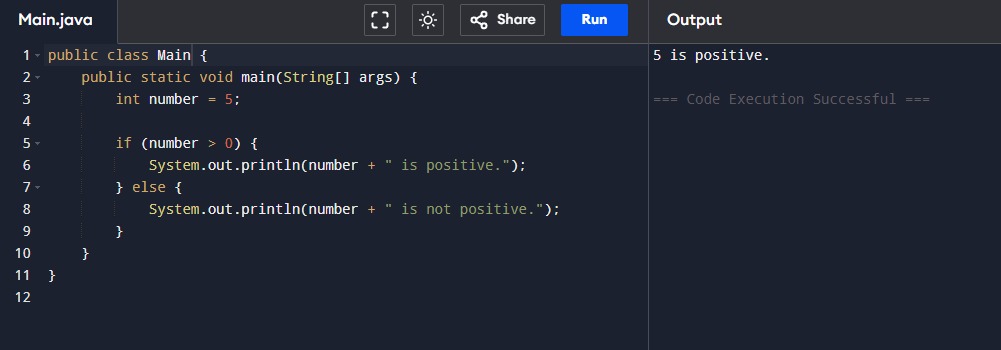 Main.java
Share
Run
Output
1 public class Main {
2     public static void main(String[] args) {
3         int number = 5;
4
5         if (number > 0) {
6             System.out.println(number + " is positive.");
7         } else {
8             System.out.println(number + " is not positive.");
9         }
10     }
11 }
12
5 is positive.
=== Code Execution Successful ===